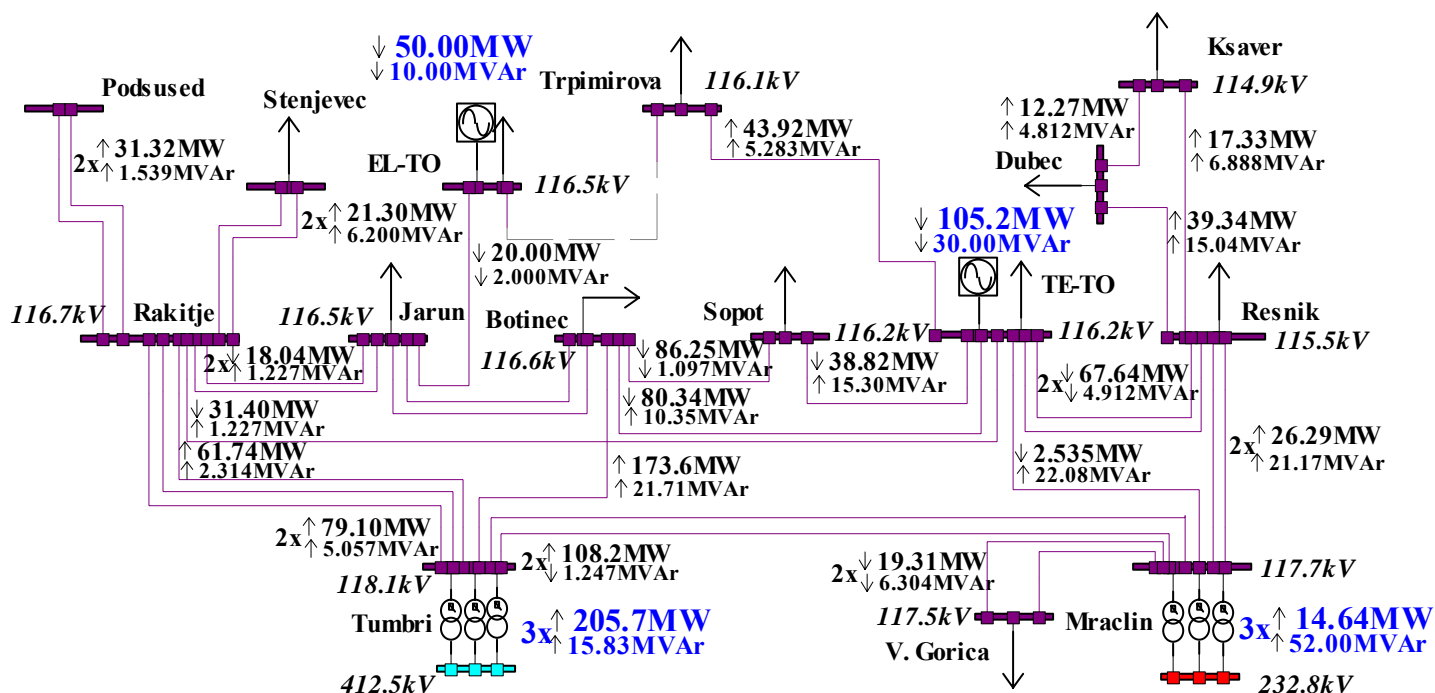 50.00MW
10.00MVAr
Ksaver
Trpimirova
116.1kV
114.9kV
Podsused
Stenjevec
12.27MW
4.812MVAr
43.92MW
5.283MVAr
17.33MW
6.888MVAr
2x 31.32MW
1.539MVAr
EL-TO
116.5kV
Dubec
2x 21.30MW
6.200MVAr
105.2MW
30.00MVAr
39.34MW
15.04MVAr
20.00MW
2.000MVAr
TE-TO
116.7kV
Rakitje
116.5kV
Jarun
Botinec
Sopot
116.2kV
116.2kV
Resnik
115.5kV
116.6kV
2x 18.04MW
1.227MVAr
86.25MW
1.097MVAr
38.82MW
15.30MVAr
2x 67.64MW
4.912MVAr
31.40MW
1.227MVAr
80.34MW
10.35MVAr
61.74MW
2.314MVAr
173.6MW
21.71MVAr
2.535MW
22.08MVAr
2x 26.29MW
21.17MVAr
2x 79.10MW
5.057MVAr
2x 108.2MW
1.247MVAr
2x 19.31MW
6.304MVAr
118.1kV
117.7kV
Tumbri
3x 205.7MW
15.83MVAr
117.5kV
Mraclin
3x 14.64MW
52.00MVAr
V. Gorica
412.5kV
232.8kV